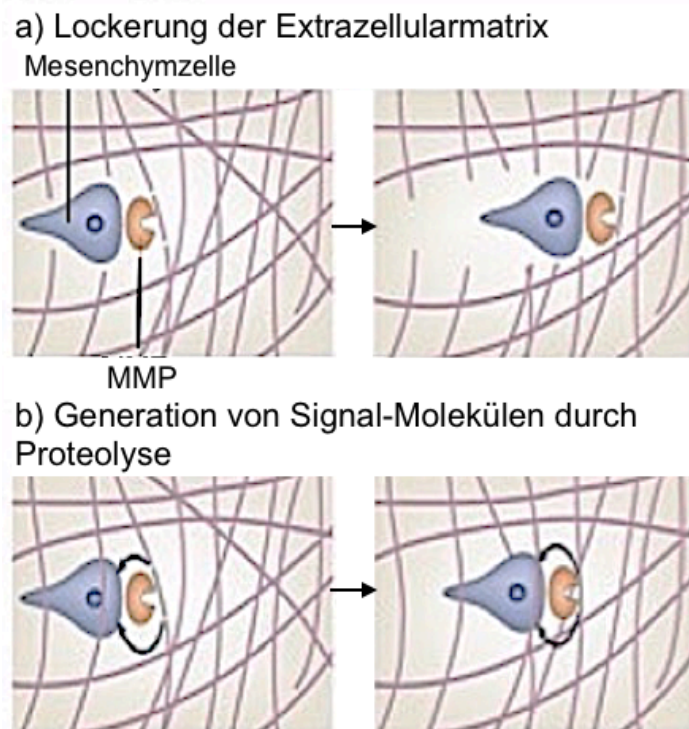 a) Lockerung der Extrazellularmatrix
Mesenchymzelle
MMP
b) Generation von Signal-Molekülen durch
Proteolyse